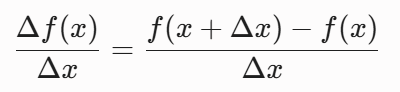 Δf(x)/Δx = (f(x + Δx) − f(x))/Δx